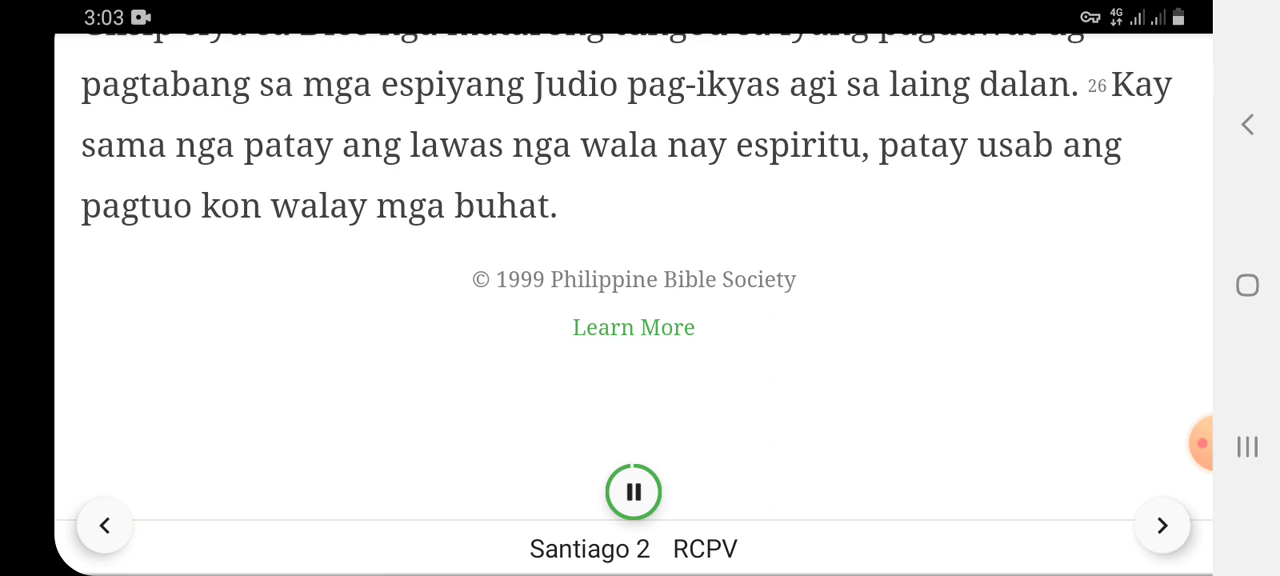 3:03
4G
pagtabang sa mga espiyang Judio pag-ikyas agi sa laing dalan. 26 Kay
sama nga patay ang lawas nga wala nay espiritu, patay usab ang
pagtuo kon walay mga buhat.
© 1999 Philippine Bible Society
Learn More
Santiago 2 RCPV